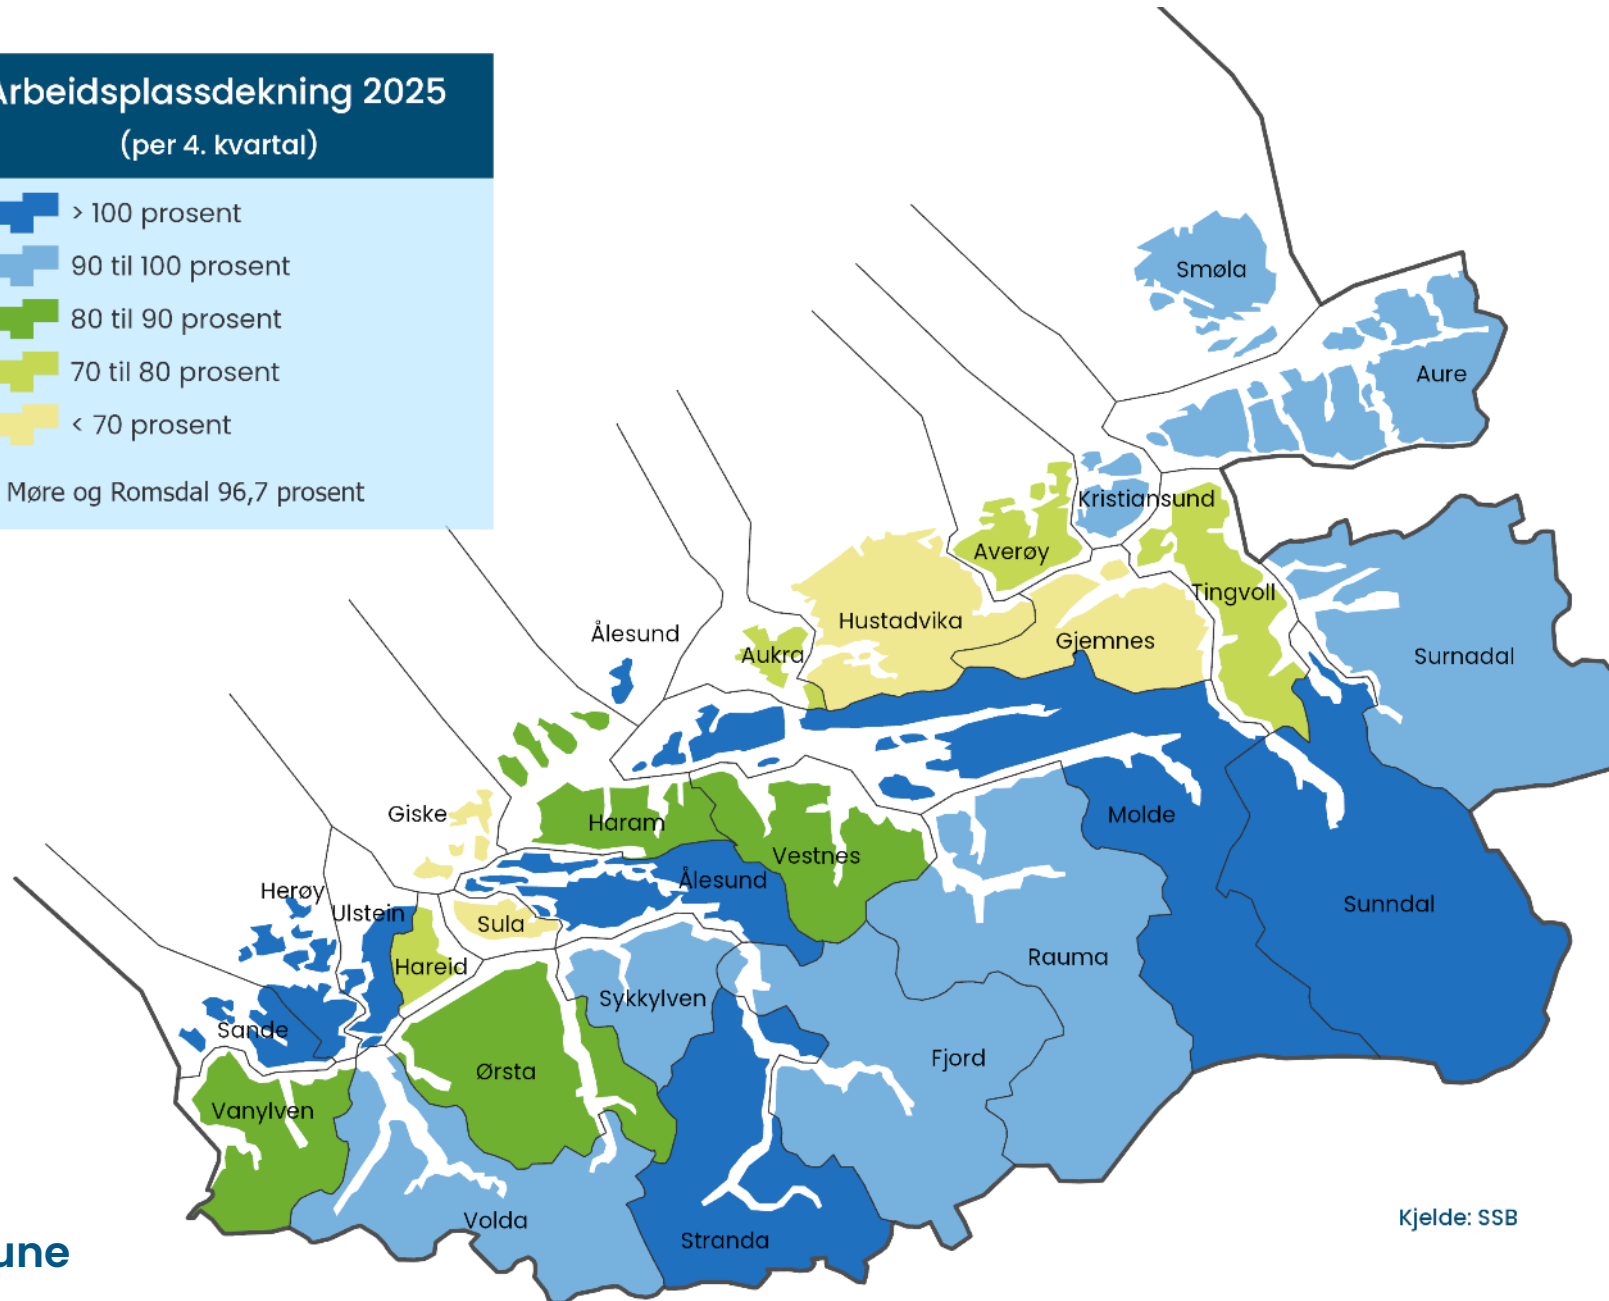 Arbeidsplassdekning 2025
(per 4. kvartal)
> 100 prosent
90 til 100 prosent
80 til 90 prosent
70 til 80 prosent
< 70 prosent
Møre og Romsdal 96,7 prosent
Smøla
Aure
Kristiansund
Averøy
Tingvoll
Hustadvika
Gjemnes
Ålesund
Aukra
Surnadal
Giske
Haram
Molde
Vestnes
Ålesund
Herøy
Ulstein
Sula
Sunndal
Hareid
Rauma
Sykkylven
Sande
Fjord
Ørsta
Vanylven
Volda
Stranda
Kjelde: SSB
une